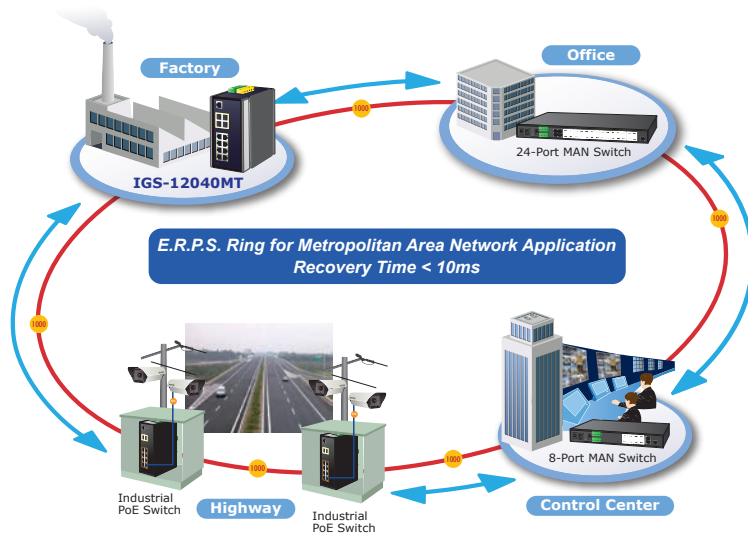 Factory
Office
1000
IGS-12040MT
24-Port MAN Switch
1000
E.R.P.S. Ring for Metropolitan Area Network Application
Recovery Time < 10ms
1000
1000
1000
8-Port MAN Switch
Industrial
PoE Switch
Highway
Industrial
PoE Switch
Control Center